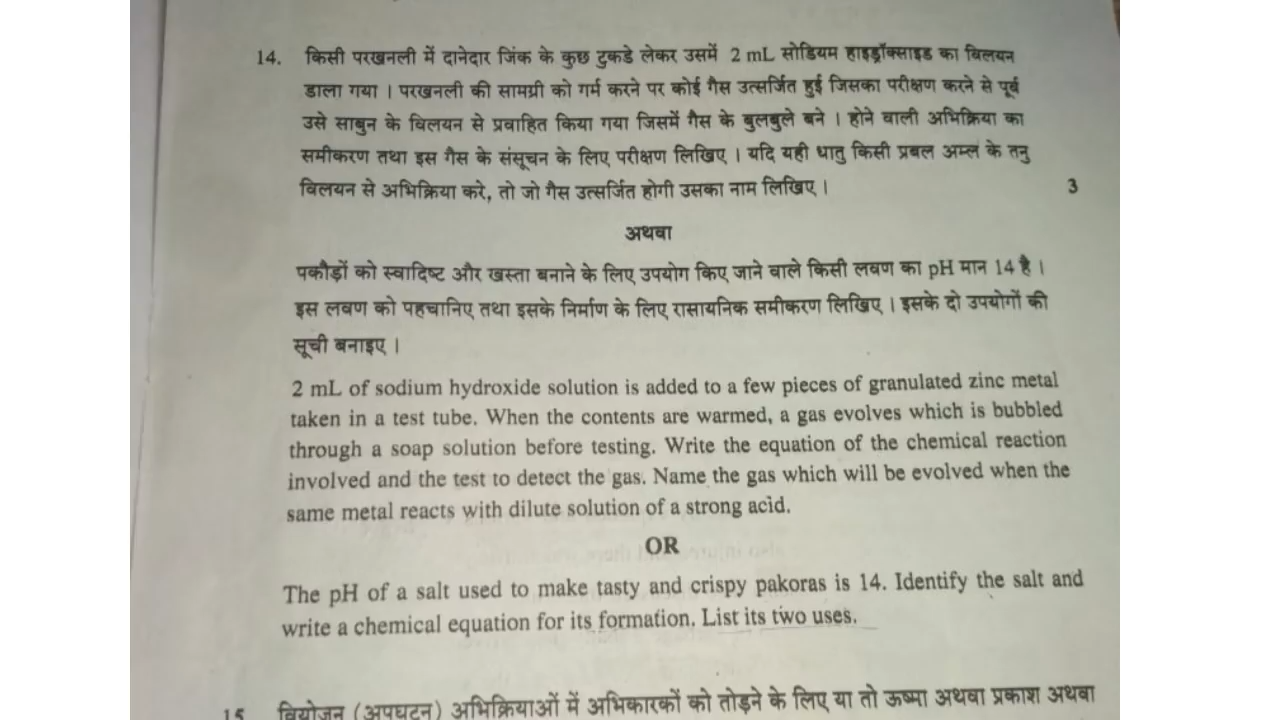 14. किसी परखनली में दानेदार जिंक के कुछ टुकडे लेकर उसमें 2 mL सोडियम हाइड्रॉक्साइड का विलयन
डाला गया । परखनली की सामग्री को गर्म करने पर कोई गैस उत्सर्जित हुई जिसका परीक्षण करने से पूर्व
उसे साबुन के विलयन से प्रवाहित किया गया जिसमें गैस के बुलबुले बने । होने वाली अभिक्रिया का
समीकरण तथा इस गैस के संसूचन के लिए परीक्षण लिखिए । यदि यही धातु किसी प्रबल अम्ल के तनु
विलयन से अभिक्रिया करे, तो जो गैस उत्सर्जित होगी उसका नाम लिखिए । 3
अथवा
पकौड़ों को स्वादिष्ट और खस्ता बनाने के लिए उपयोग किए जाने वाले किसी लवण का pH मान 14 है ।
इस लवण को पहचानिए तथा इसके निर्माण के लिए रासायनिक समीकरण लिखिए । इसके दो उपयोगों की
सूची बनाइए ।
2 mL of sodium hydroxide solution is added to a few pieces of granulated zinc metal
taken in a test tube. When the contents are warmed, a gas evolves which is bubbled
through a soap solution before testing. Write the equation of the chemical reaction
involved and the test to detect the gas. Name the gas which will be evolved when the
same metal reacts with dilute solution of a strong acid.
OR
The pH of a salt used to make tasty and crispy pakoras is 14. Identify the salt and
write a chemical equation for its formation. List its two uses.
15 वियोजन (अपघटन) अभिक्रियाओं में अभिकारकों को तोड़ने के लिए या तो ऊष्मा अथवा प्रकाश अथवा